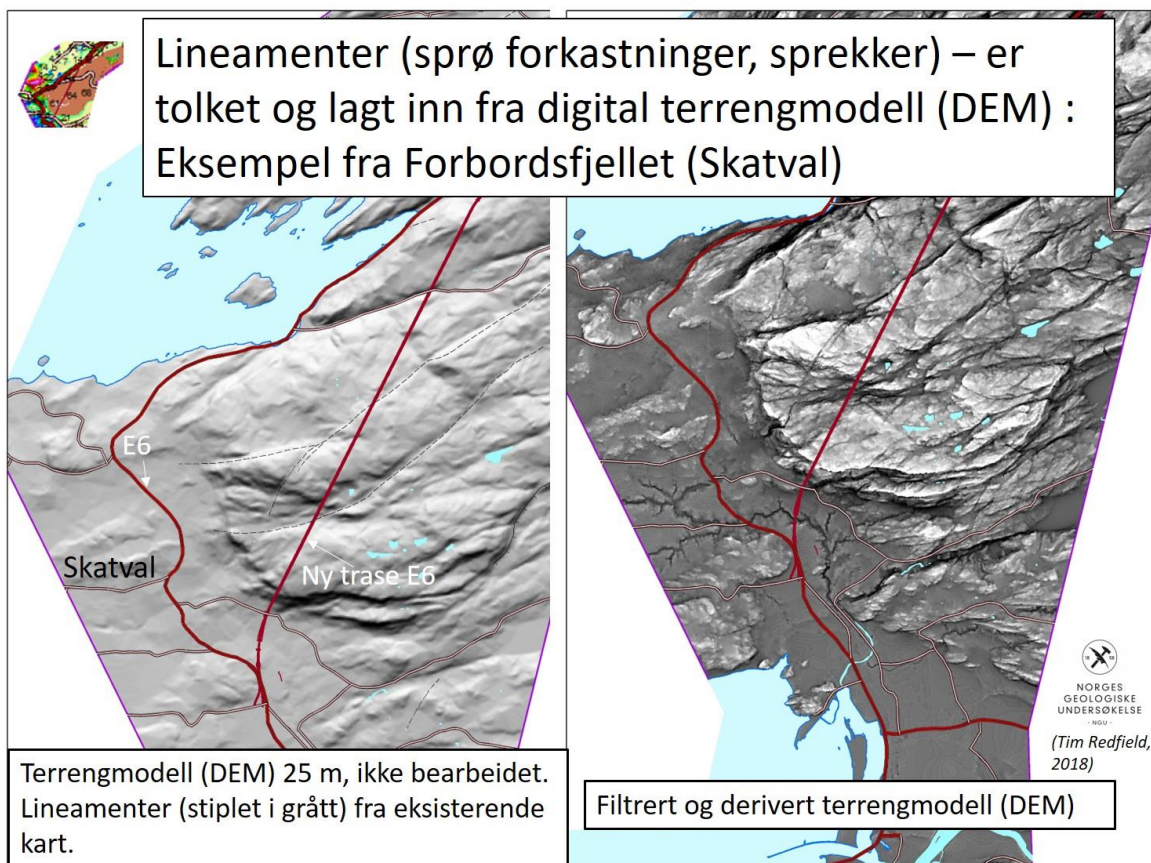 Lineamenter (sprø forkastninger, sprekker) – er
tolket og lagt inn fra digital terrengmodell (DEM) :
Eksempel fra Forbordsfjellet (Skatval)
E6
Skatval
Ny trase E6
Terrengmodell (DEM) 25 m, ikke bearbeidet.
Lineamenter (stiplet i grått) fra eksisterende
kart.
Filtrert og derivert terrengmodell (DEM)
NORGES
GEOLOGISKE
UNDERSØKELSE
- NGU -
(Tim Redfield,
2018)